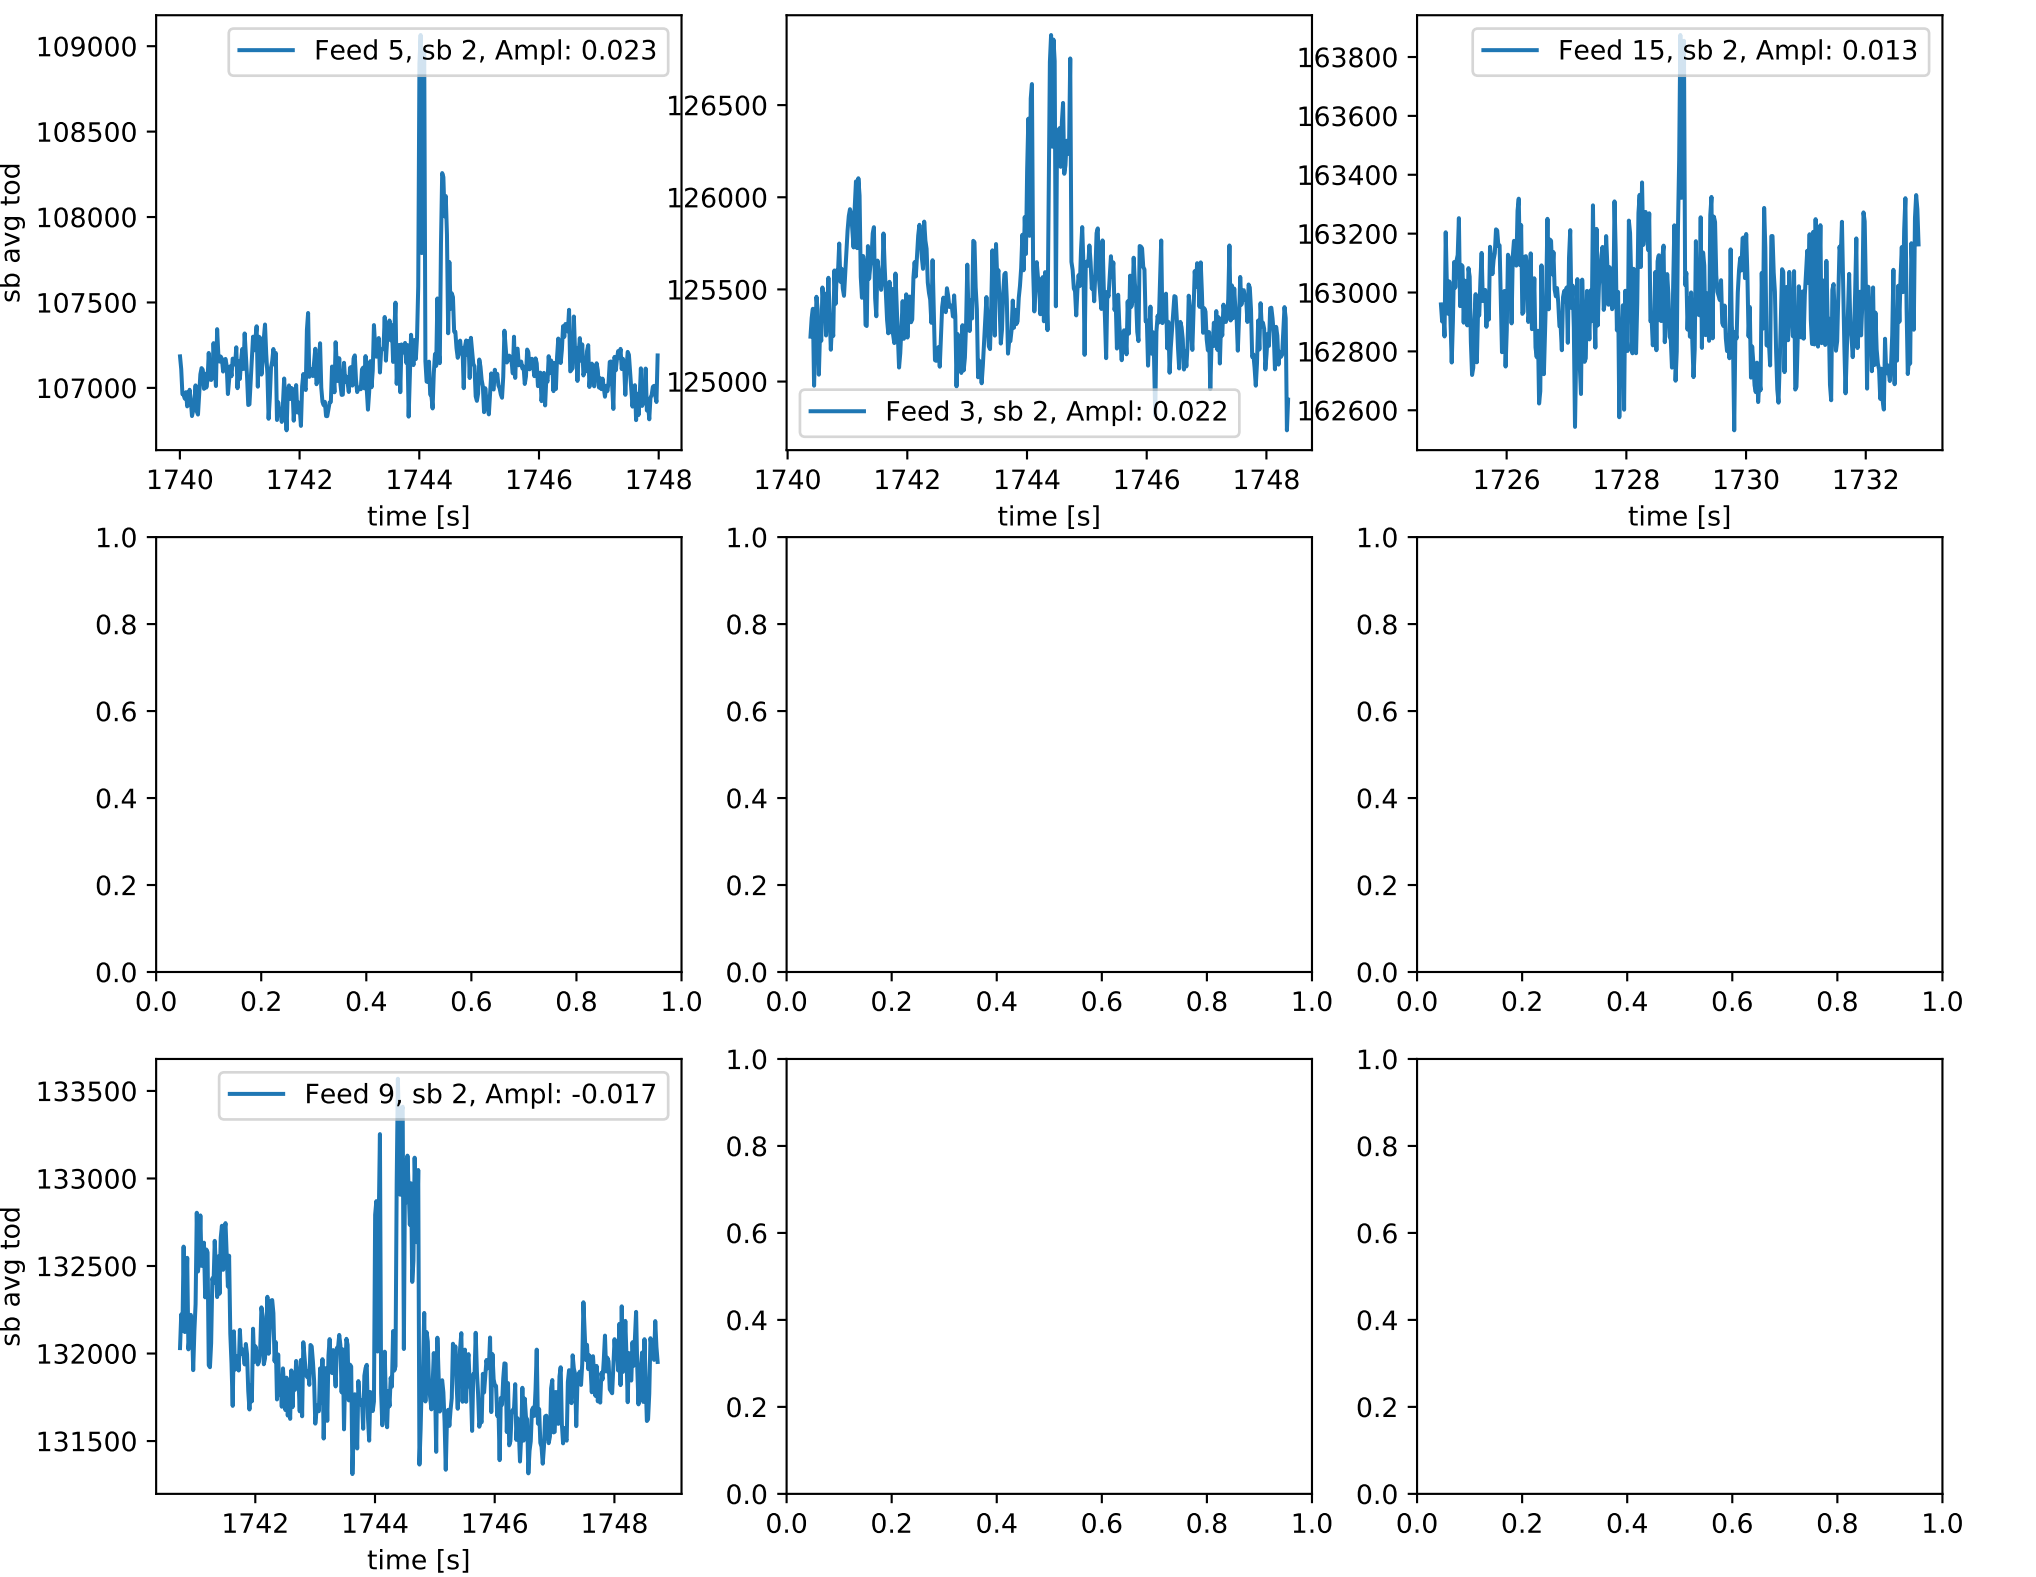 109000
108500
108000
107500
107000
sb avg tod
Feed 5, sb 2, Ampl: 0.023
1740 1742 1744 1746 1748
time [s]
126500
126000
125500
125000
Feed 3, sb 2, Ampl: 0.022
1740 1742 1744 1746 1748
time [s]
163800
163600
163400
163200
163000
162800
162600
Feed 15, sb 2, Ampl: 0.013
1726 1728 1730 1732
time [s]
1.0
0.8
0.6
0.4
0.2
0.0
0.0 0.2 0.4 0.6 0.8 1.0
1.0
0.8
0.6
0.4
0.2
0.0
0.0 0.2 0.4 0.6 0.8 1.0
1.0
0.8
0.6
0.4
0.2
0.0
0.0 0.2 0.4 0.6 0.8 1.0
133500
133000
132500
132000
131500
sb avg tod
Feed 9, sb 2, Ampl: -0.017
1742 1744 1746 1748
time [s]
1.0
0.8
0.6
0.4
0.2
0.0
0.0 0.2 0.4 0.6 0.8 1.0
1.0
0.8
0.6
0.4
0.2
0.0
0.0 0.2 0.4 0.6 0.8 1.0